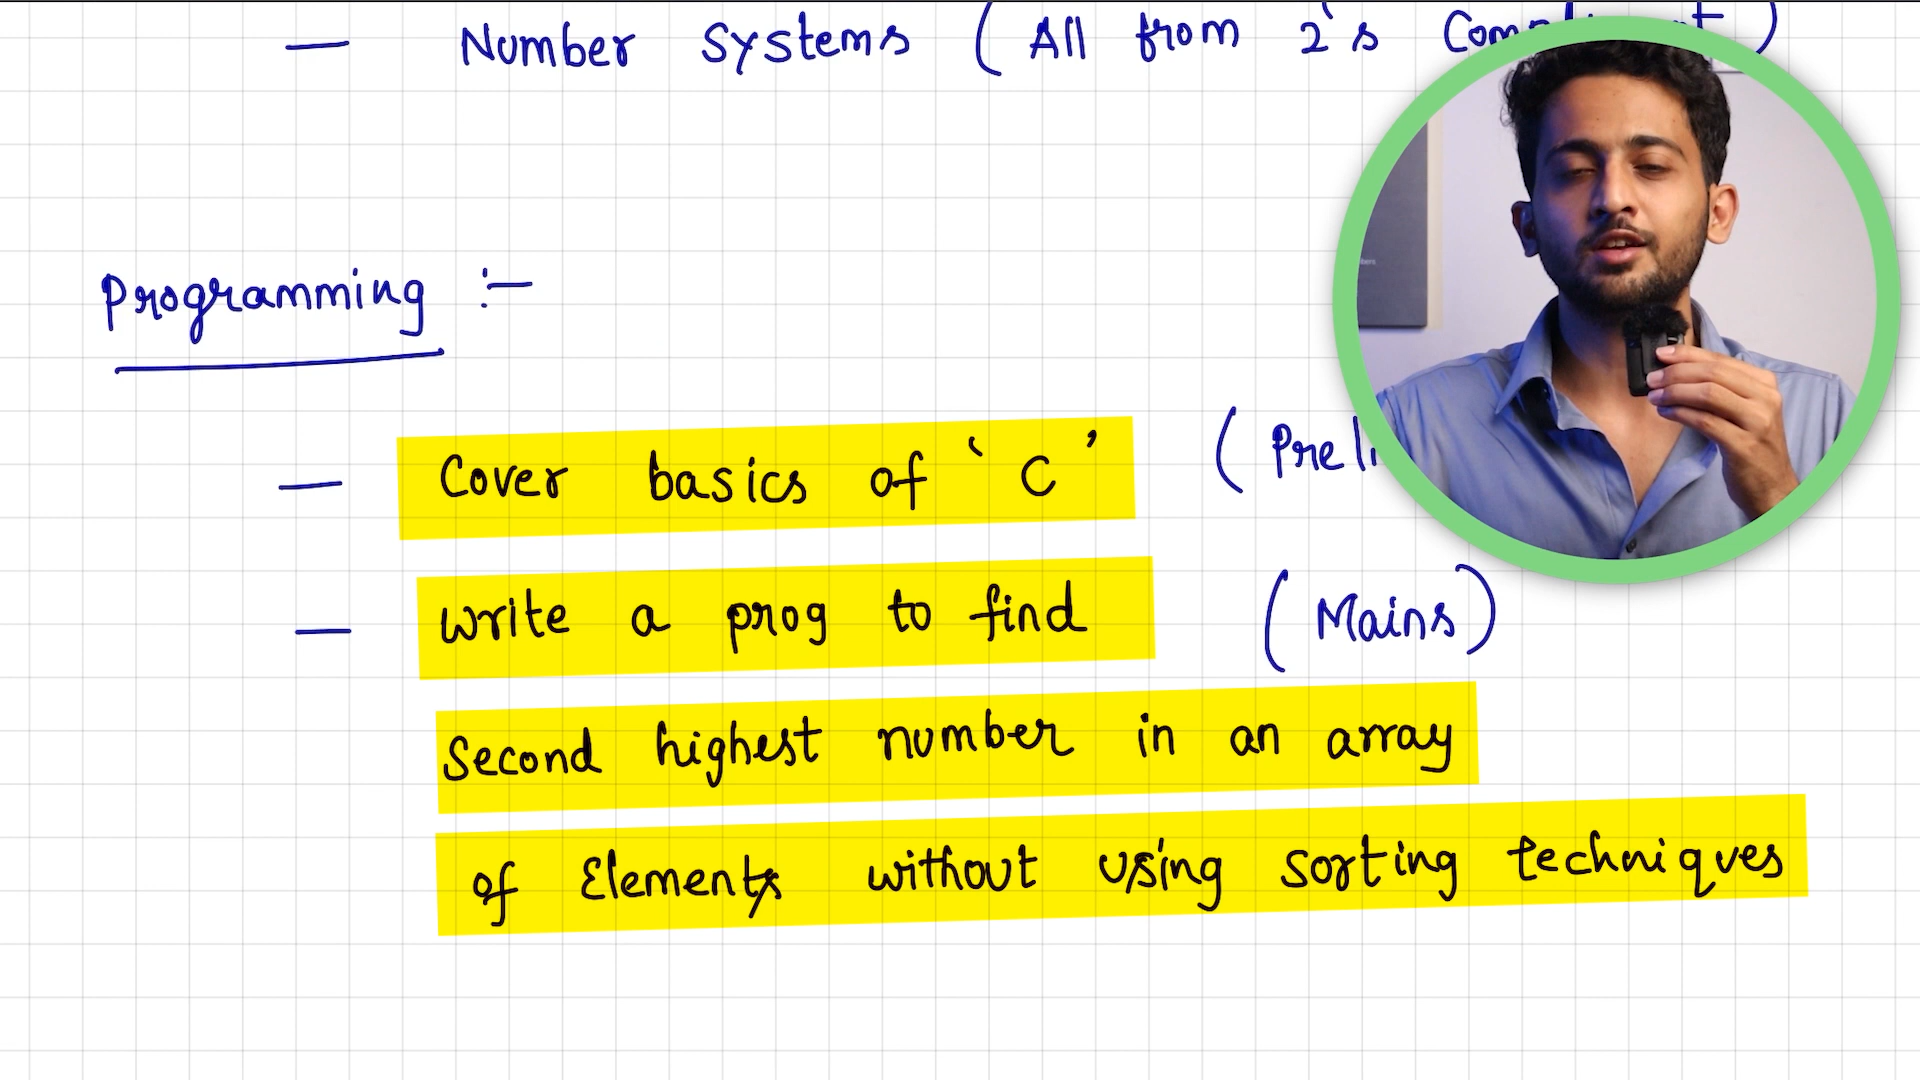 — Number Systems ( All from 2's )
Programming :-
— Cover basics of ' C ' (
— write a prog to find (Mains)
Second highest number in an array
of Elements without using sorting techniques